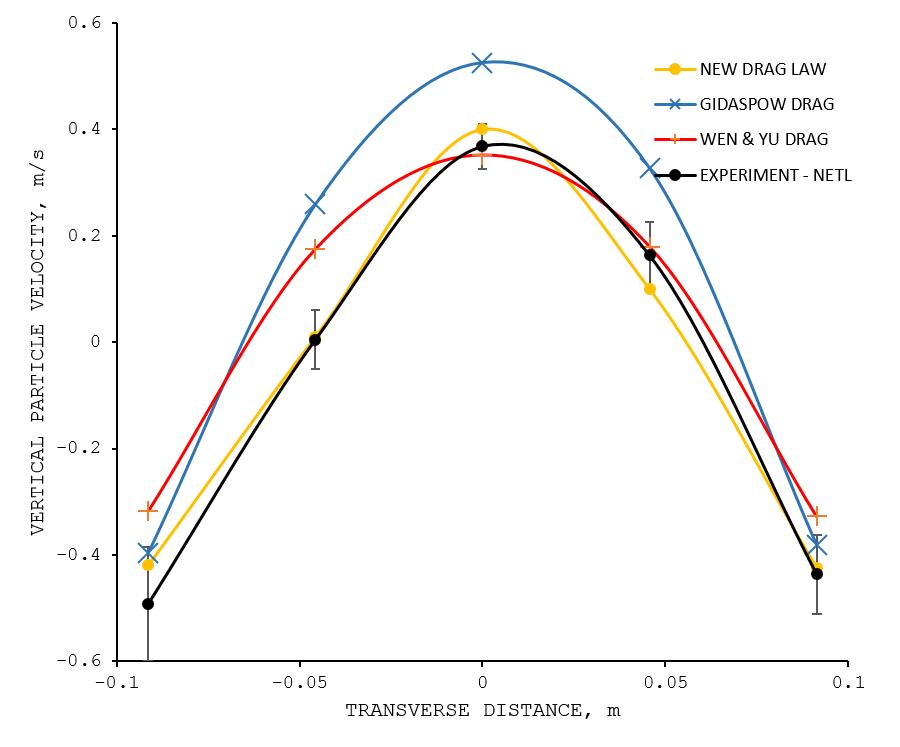 0.6
0.4
0.2
0
-0.2
-0.4
-0.6
VERTICAL PARTICLE VELOCITY, m/s
NEW DRAG LAW
GIDASPOW DRAG
WEN & YU DRAG
EXPERIMENT - NETL
-0.1
-0.05
0
0.05
0.1
TRANSVERSE DISTANCE, m